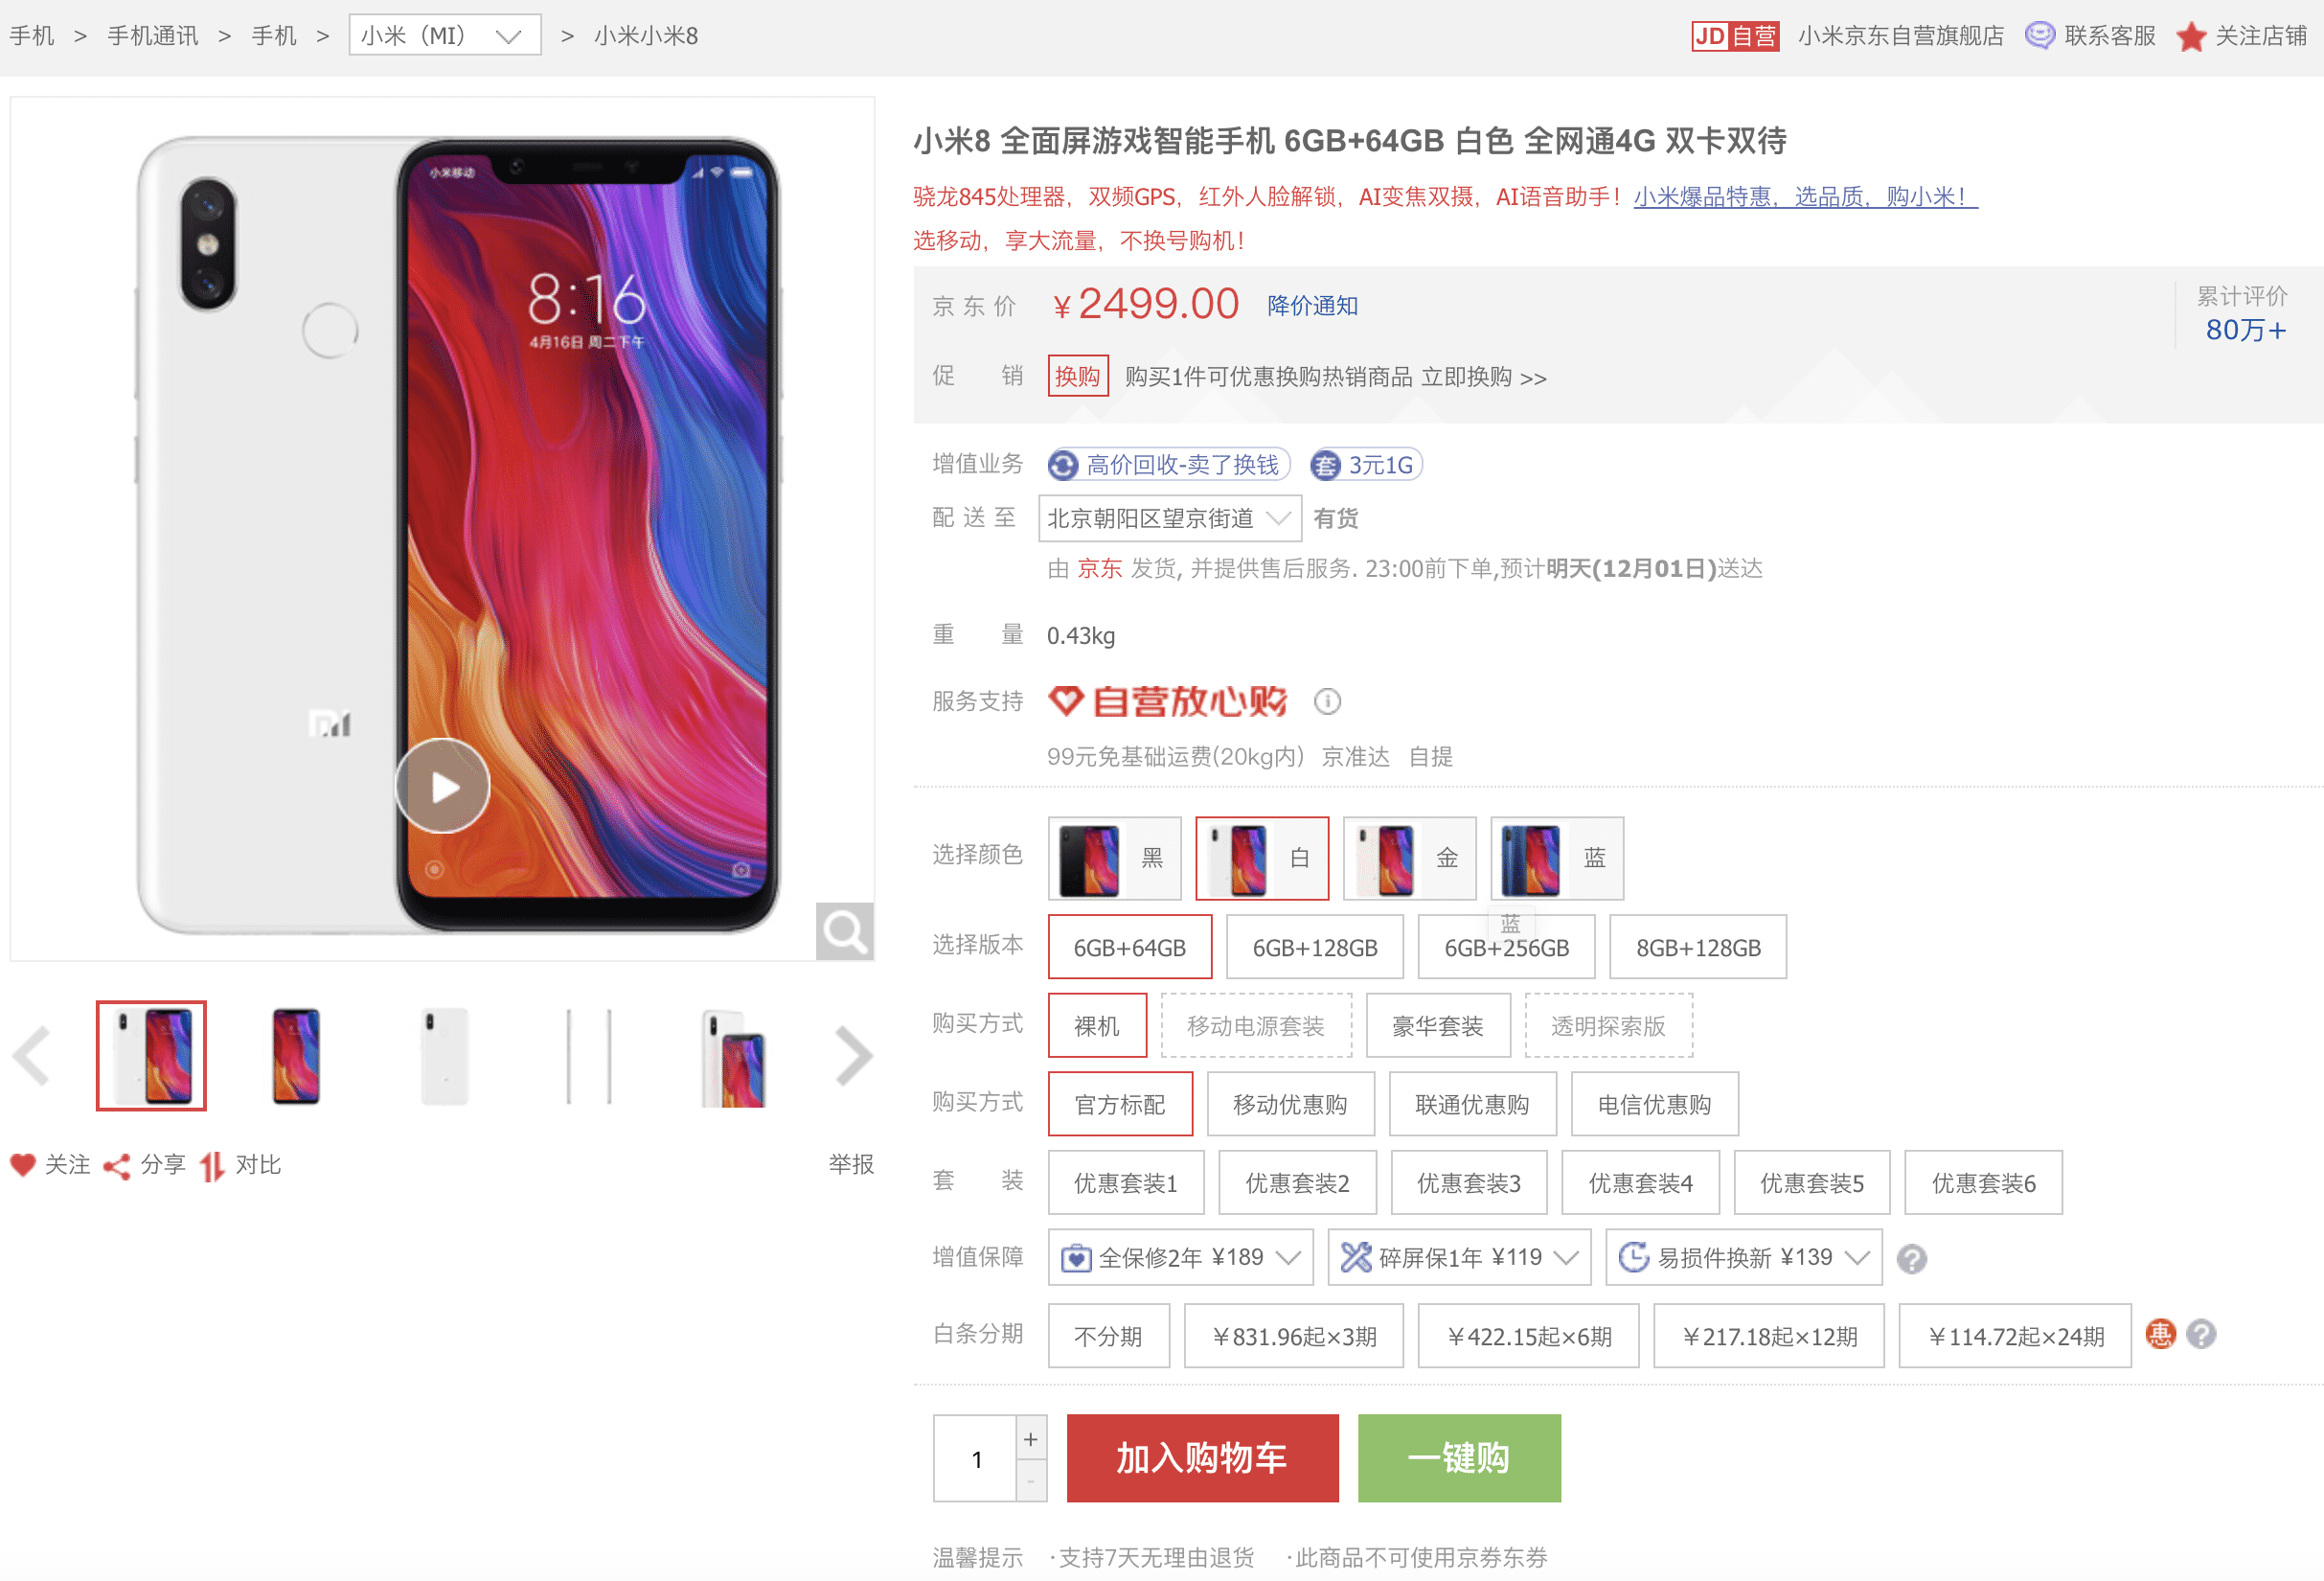 手机 > 手机通讯 > 手机 > 小米（MI） > 小米小米8
JD 自营 小米京东自营旗舰店 联系客服 关注店铺
小米移动
8:16
4月16日 周二下午
小米8 全面屏游戏智能手机 6GB+64GB 白色 全网通4G 双卡双待
骁龙845处理器，双频GPS，红外人脸解锁，AI变焦双摄，AI语音助手！小米爆品特惠，选品质，购小米！
选移动，享大流量，不换号购机！
京东价 ￥2499.00 降价通知
累计评价
80万+
促销 换购 购买1件可优惠换购热销商品 立即换购 >>
增值业务 高价回收-卖了换钱 套 3元1G
配送至 北京朝阳区望京街道 有货
由 京东 发货, 并提供售后服务. 23:00前下单,预计明天(12月01日)送达
重量 0.43kg
服务支持 自营放心购
99元免基础运费(20kg内) 京准达 自提
选择颜色 黑 白 金 蓝
蓝
选择版本 6GB+64GB 6GB+128GB 6GB+256GB 8GB+128GB
购买方式 裸机 移动电源套装 豪华套装 透明探索版
购买方式 官方标配 移动优惠购 联通优惠购 电信优惠购
套装 优惠套装1 优惠套装2 优惠套装3 优惠套装4 优惠套装5 优惠套装6
增值保障 全保修2年 ¥189 碎屏保1年 ¥119 易损件换新 ¥139 ?
白条分期 不分期 ￥831.96起×3期 ￥422.15起×6期 ￥217.18起×12期 ￥114.72起×24期 惠 ?
关注 分享 对比 举报
1 + - 加入购物车 一键购
温馨提示 ·支持7天无理由退货 ·此商品不可使用京券东券